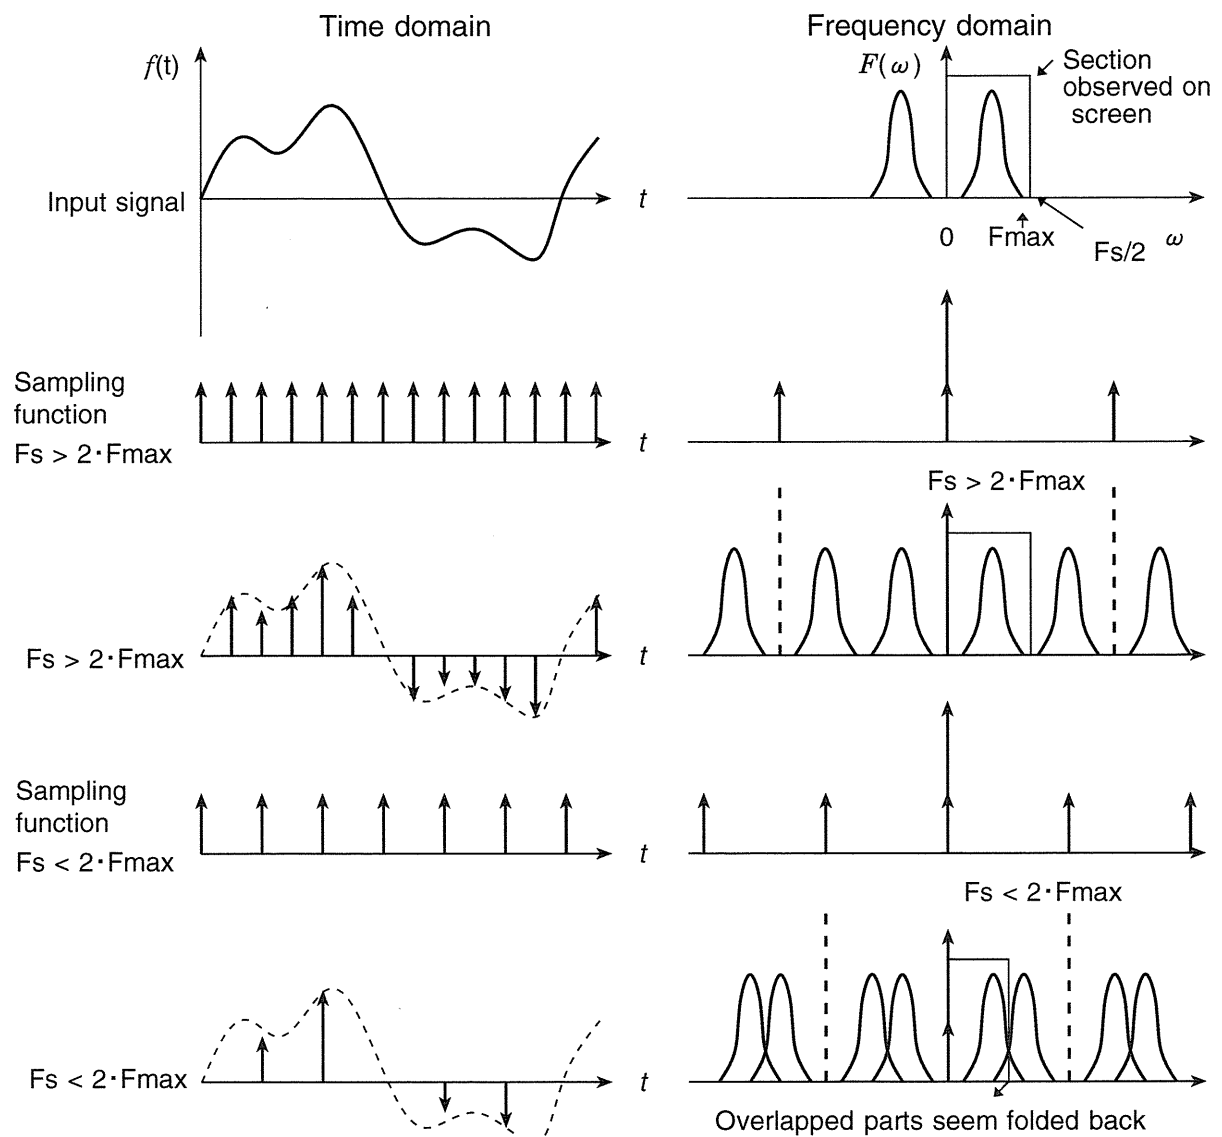 Time domain
Frequency domain
f(t)
F(ω)
Section
observed on
screen
Input signal
t
0
Fmax
Fs/2
ω
Sampling
function
Fs > 2·Fmax
t
Fs > 2·Fmax
Fs > 2·Fmax
t
Sampling
function
Fs < 2·Fmax
t
Fs < 2·Fmax
Fs < 2·Fmax
t
Overlapped parts seem folded back